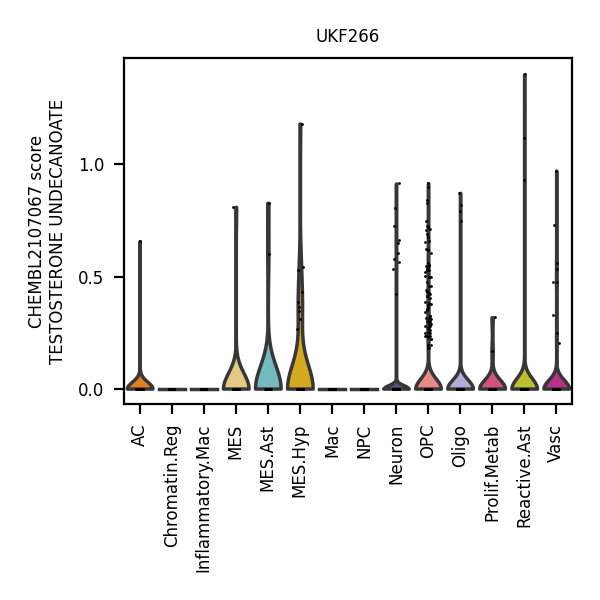 UKF266
CHEMBL2107067 score
TESTOSTERONE UNDECANOATE
1.0
0.5
0.0
AC
Chromatin.Reg
Inflammatory.Mac
MES
MES.Ast
MES.Hyp
Mac
NPC
Neuron
OPC
Oligo
Prolif.Metab
Reactive.Ast
Vasc